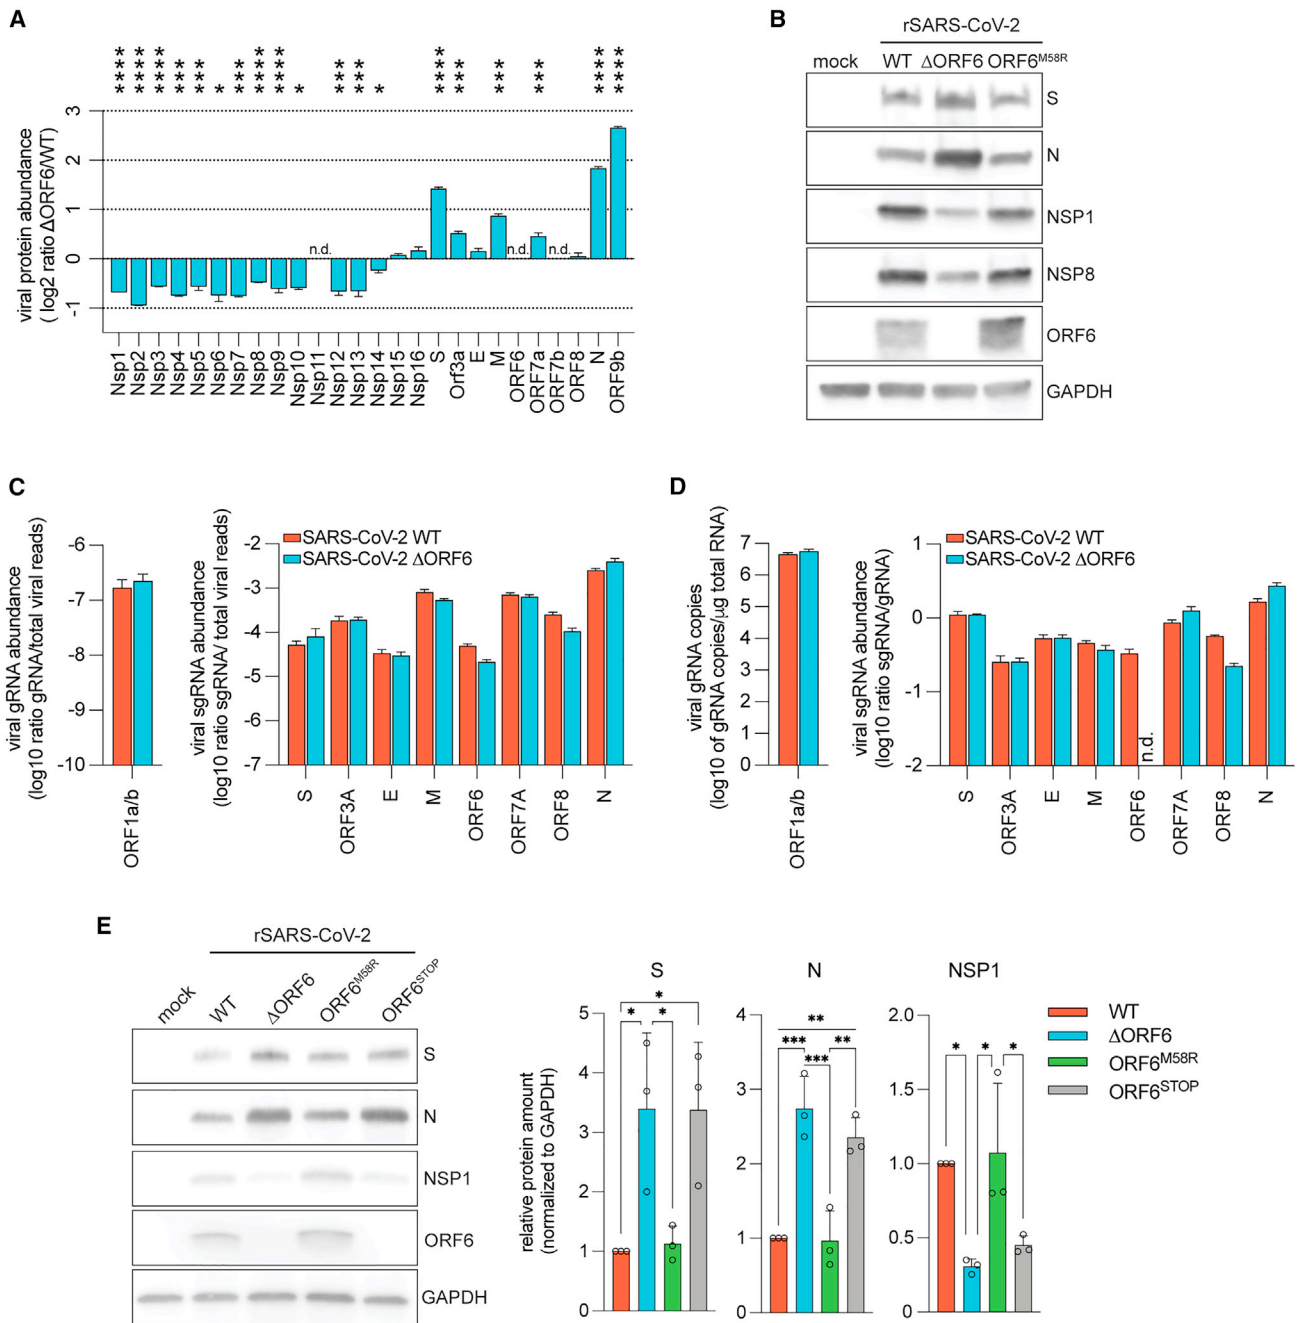 A
**** **** **** *** *** * *** **** **** * *** *** * **** *** *** *** **** ****
viral protein abundance
( log2 ratio ΔORF6/WT)
3
2
1
0
-1
n.d.
n.d.
n.d.
Nsp1
Nsp2
Nsp3
Nsp4
Nsp5
Nsp6
Nsp7
Nsp8
Nsp9
Nsp10
Nsp11
Nsp12
Nsp13
Nsp14
Nsp15
Nsp16
S
Orf3a
E
M
ORF6
ORF7a
ORF7b
ORF8
N
ORF9b
B
rSARS-CoV-2
mock WT ΔORF6 ORF6M58R
S
N
NSP1
NSP8
ORF6
GAPDH
C
viral gRNA abundance
(log10 ratio gRNA/total viral reads)
-6
-7
-8
-9
-10
ORF1a/b
viral sgRNA abundance
(log10 ratio sgRNA/ total viral reads)
-2
-3
-4
-5
-6
-7
SARS-CoV-2 WT
SARS-CoV-2 ΔORF6
S
ORF3A
E
M
ORF6
ORF7A
ORF8
N
D
viral gRNA copies
(log10 of gRNA copies/µg total RNA)
7
6
5
4
3
2
1
0
ORF1a/b
viral sgRNA abundance
(log10 ratio sgRNA/gRNA)
1
0
-1
-2
SARS-CoV-2 WT
SARS-CoV-2 ΔORF6
n.d.
S
ORF3A
E
M
ORF6
ORF7A
ORF8
N
E
rSARS-CoV-2
mock
WT
ΔORF6
ORF6M58R
ORF6STOP
S
N
NSP1
ORF6
GAPDH
relative protein amount
(normalized to GAPDH)
S
5
4
3
2
1
0
*
* *
N
4
3
2
1
0
**
*** **
***
NSP1
2.0
1.5
1.0
0.5
0
* * *
WT
ΔORF6
ORF6M58R
ORF6STOP